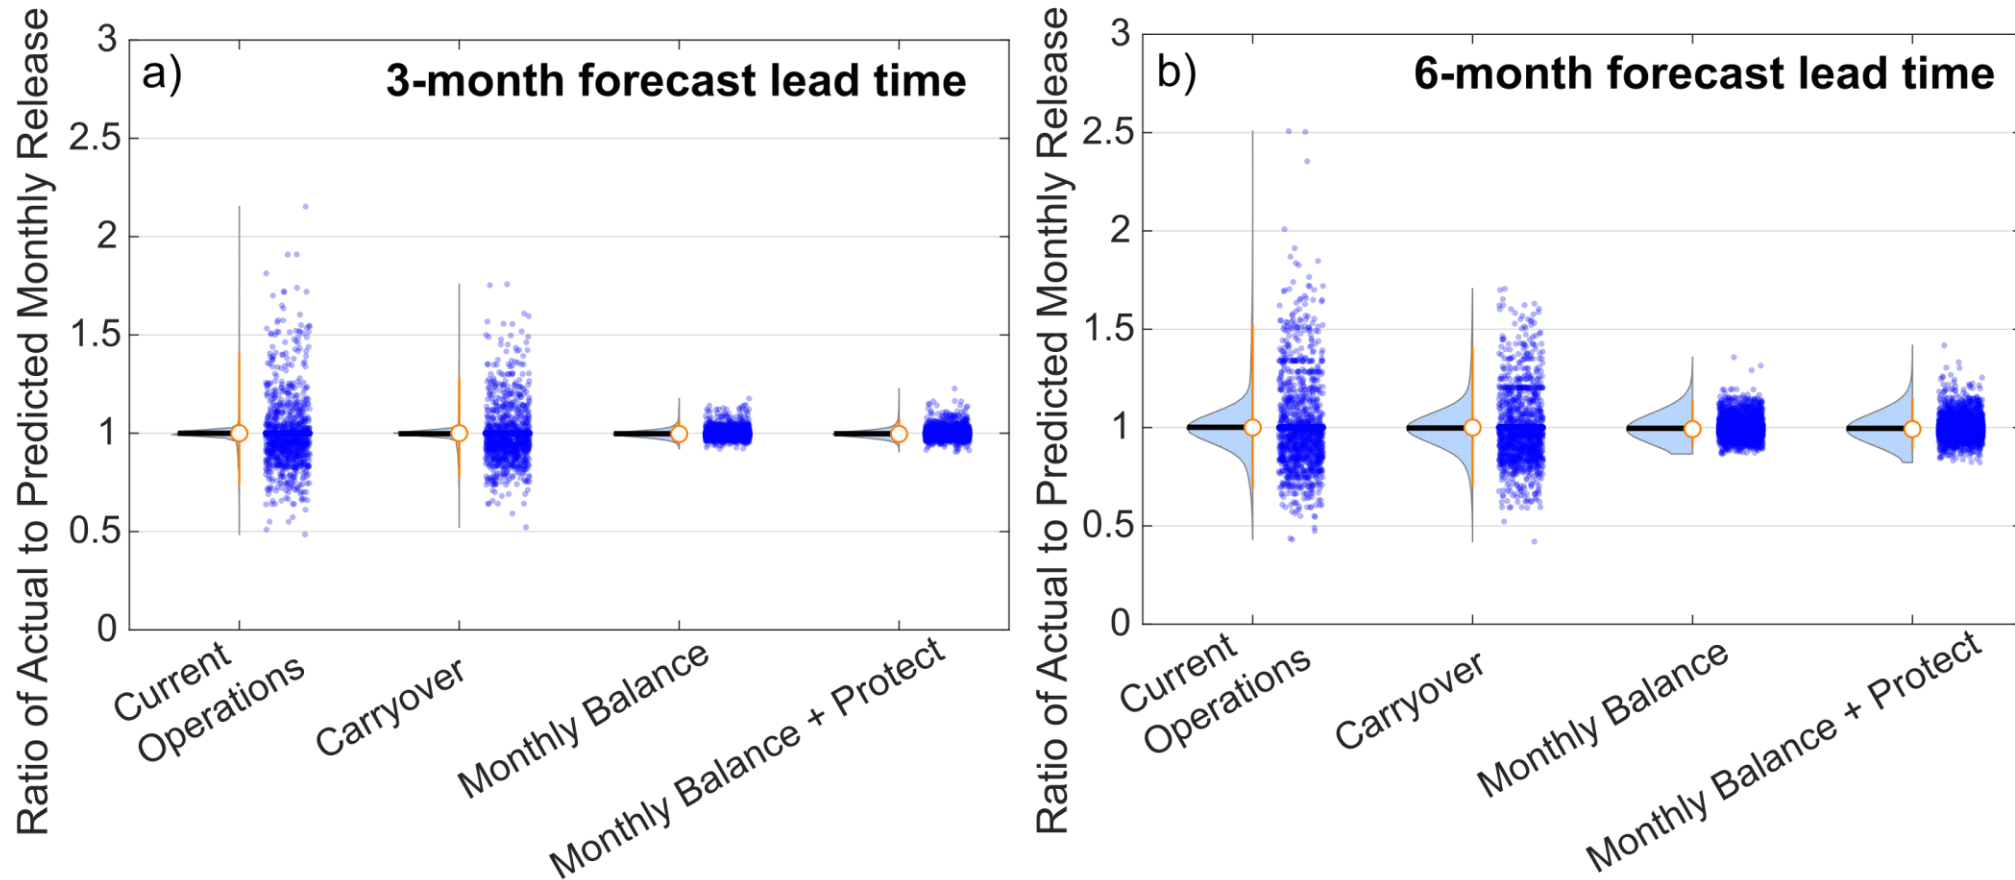 Ratio of Actual to Predicted Monthly Release
3
2.5
2
1.5
1
0.5
0
a)
3-month forecast lead time
Current
Operations
Carryover
Monthly Balance
Monthly Balance + Protect
Ratio of Actual to Predicted Monthly Release
3
2.5
2
1.5
1
0.5
0
b)
6-month forecast lead time
Current
Operations
Carryover
Monthly Balance
Monthly Balance + Protect